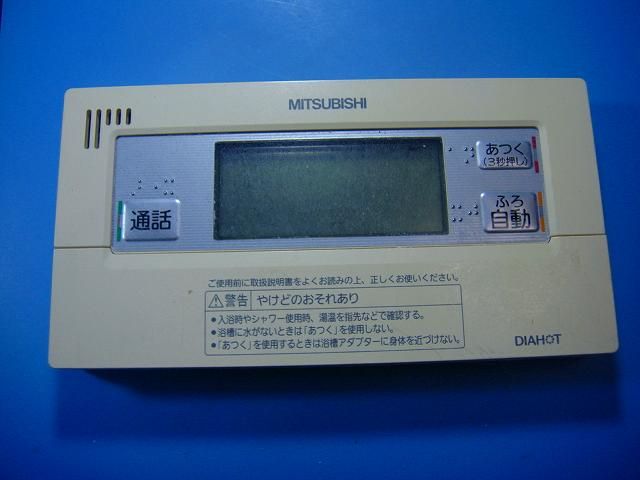 MITSUBISHI
あつく
(3秒押し)
通話
ふろ
自動
ご使用前に取扱説明書をよくお読みの上、正しくお使いください。
⚠警告 やけどのおそれあり
●入浴時やシャワー使用時、湯温を指先などで確認する。
●浴槽に水がないときは「あつく」を使用しない。
●「あつく」を使用するときは浴槽アダプターに身体を近づけない。
DIAHOT